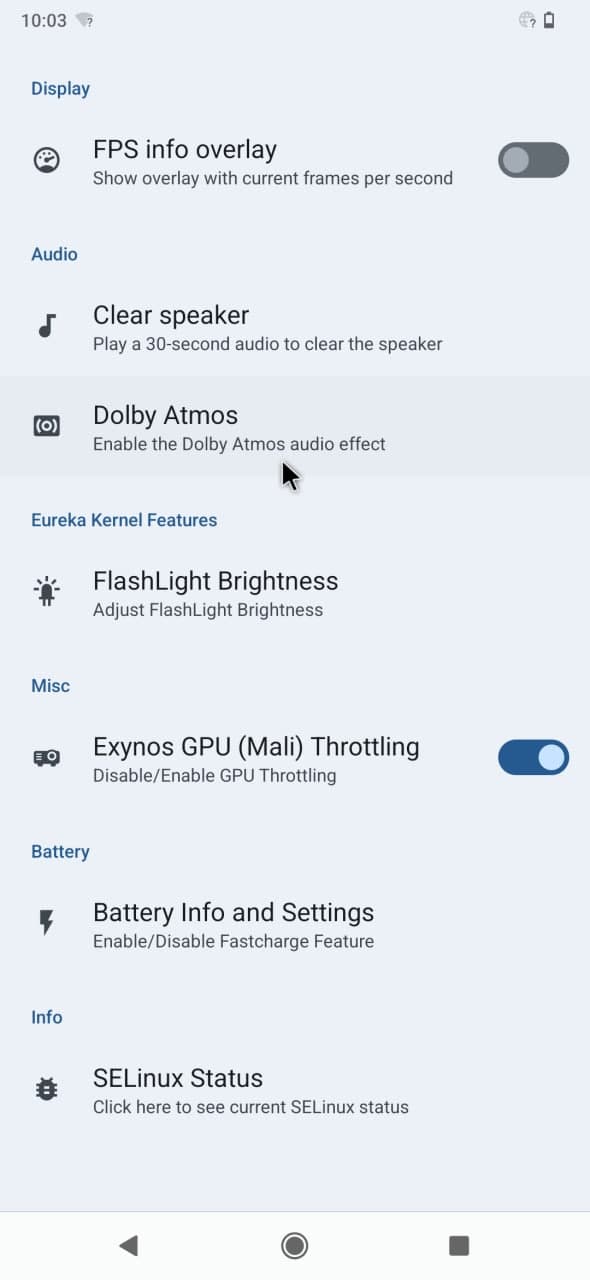 10:03
Display
FPS info overlay
Show overlay with current frames per second
Audio
Clear speaker
Play a 30-second audio to clear the speaker
Dolby Atmos
Enable the Dolby Atmos audio effect
Eureka Kernel Features
FlashLight Brightness
Adjust FlashLight Brightness
Misc
Exynos GPU (Mali) Throttling
Disable/Enable GPU Throttling
Battery
Battery Info and Settings
Enable/Disable Fastcharge Feature
Info
SELinux Status
Click here to see current SELinux status